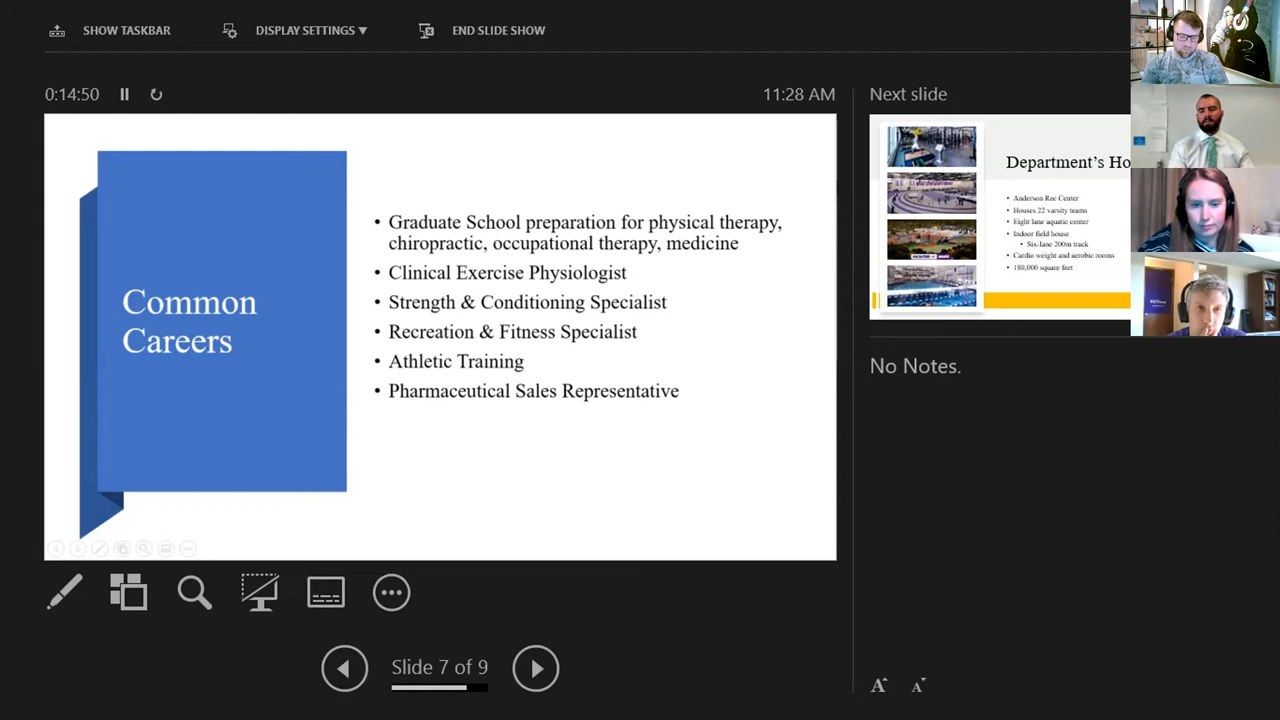 SHOW TASKBAR
DISPLAY SETTINGS ▼
END SLIDE SHOW
0:14:50
11:28 AM
Next slide
Common
Careers
• Graduate School preparation for physical therapy,
chiropractic, occupational therapy, medicine
• Clinical Exercise Physiologist
• Strength & Conditioning Specialist
• Recreation & Fitness Specialist
• Athletic Training
• Pharmaceutical Sales Representative
Department's Ho
• Anderson Rec Center
• Houses 22 varsity teams
• Eight lane aquatic center
• Indoor field house
• Six-lane 200m track
• Cardio weight and aerobic rooms
• 180,000 square feet
No Notes.
Slide 7 of 9
A A